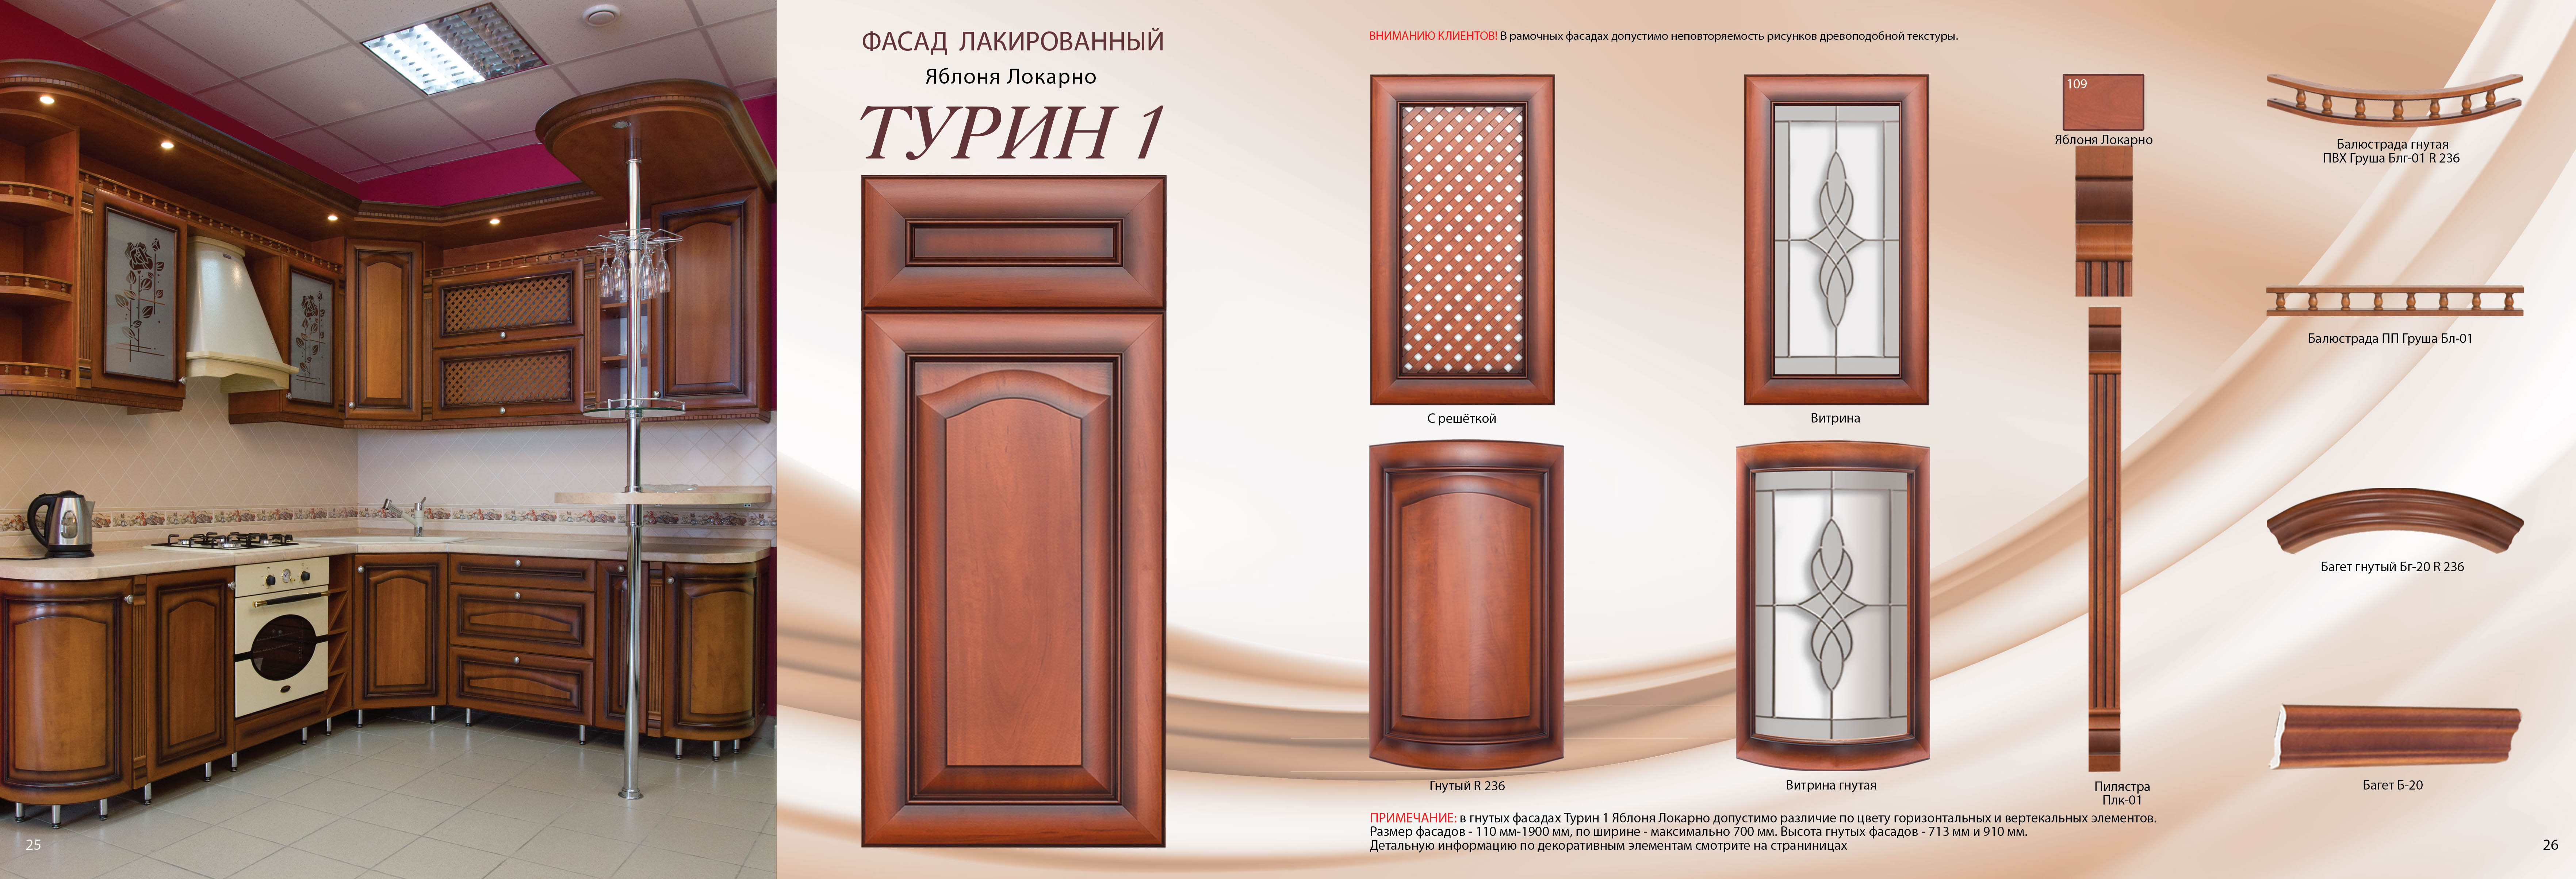 ФАСАД ЛАКИРОВАННЫЙ
Яблоня Локарно
ТУРИН 1
ВНИМАНИЮ КЛИЕНТОВ! В рамочных фасадах допустимо неповторяемость рисунков древоподобной текстуры.
С решёткой
Витрина
109
Яблоня Локарно
Балюстрада гнутая
ПВХ Груша Блг-01 R 236
Балюстрада ПП Груша Бл-01
Багет гнутый Бг-20 R 236
Багет Б-20
Гнутый R 236
Витрина гнутая
Пилястра
Плк-01
ПРИМЕЧАНИЕ: в гнутых фасадах Турин 1 Яблоня Локарно допустимо различие по цвету горизонтальных и вертекальных элементов.
Размер фасадов - 110 мм-1900 мм, по ширине - максимально 700 мм. Высота гнутых фасадов - 713 мм и 910 мм.
Детальную информацию по декоративным элементам смотрите на страниницах
25
26